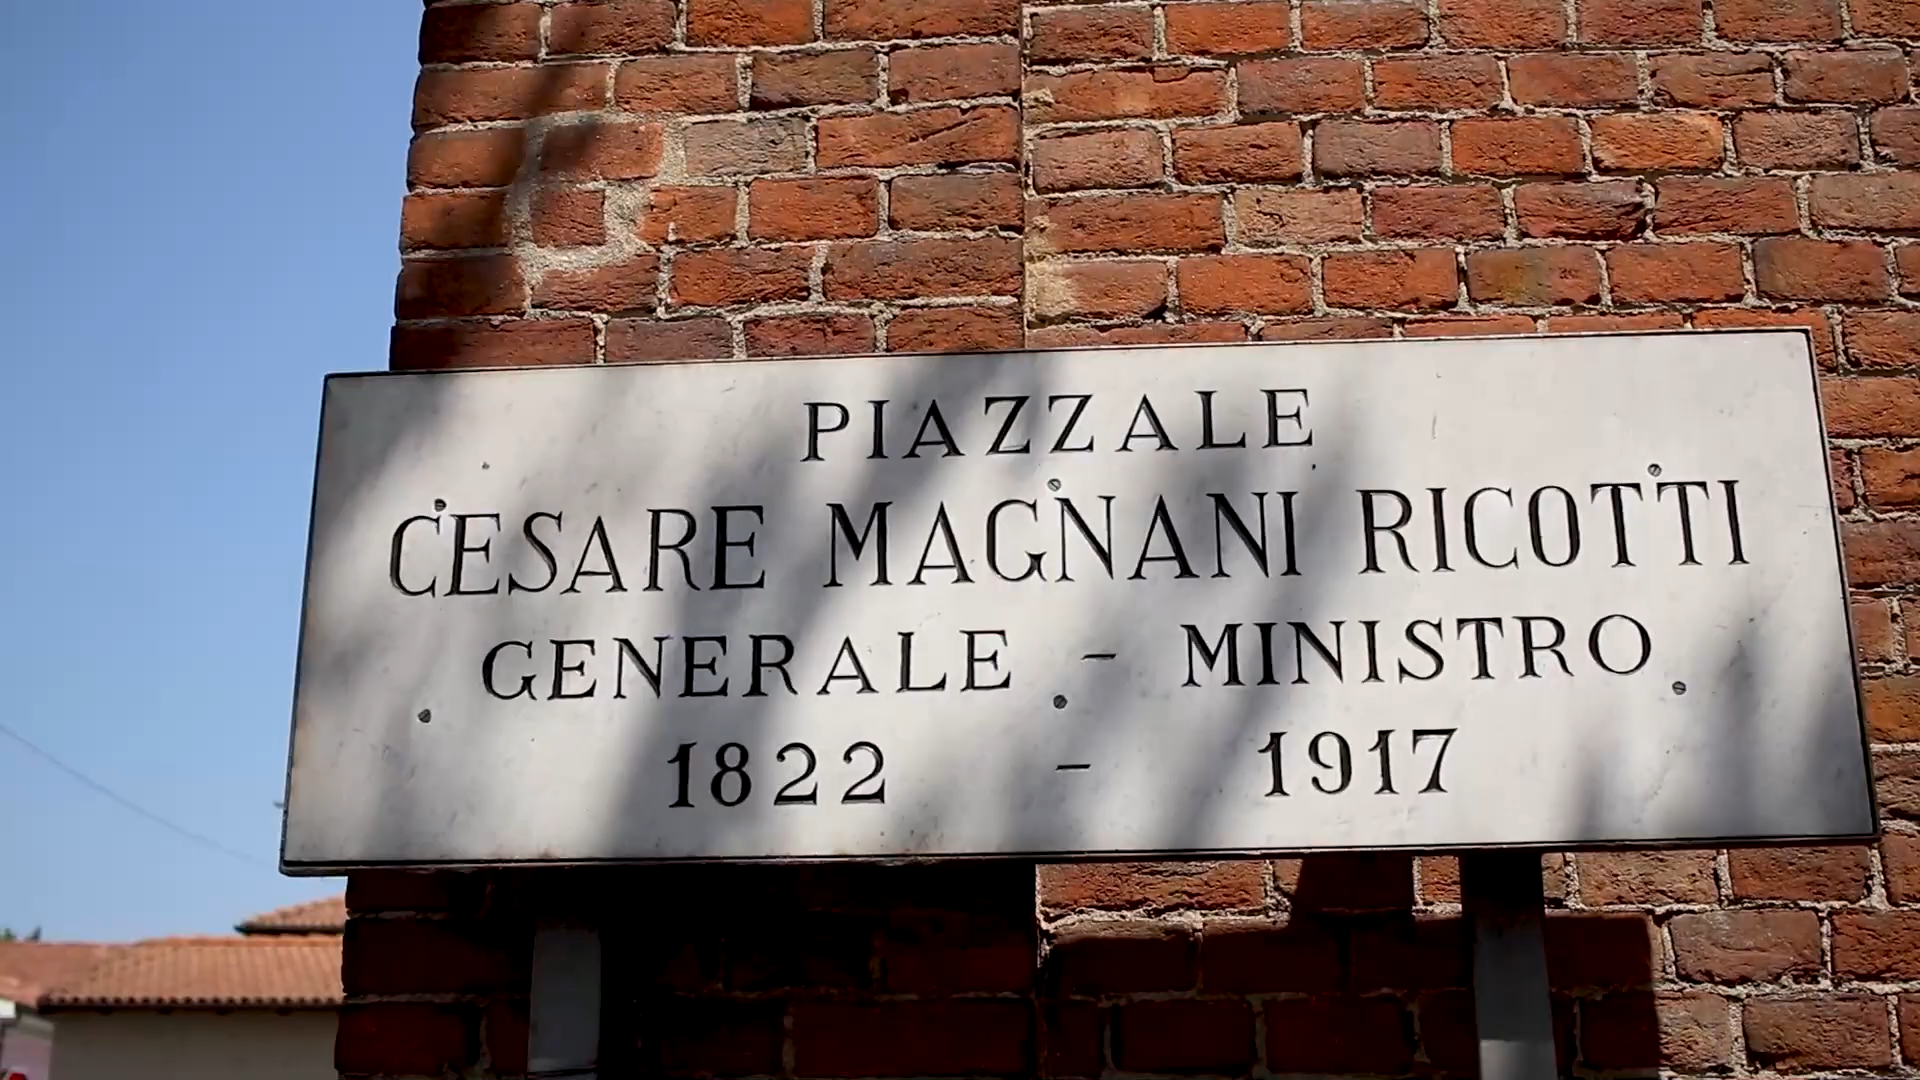 PIAZZALE
CESARE MAGNANI RICOTTI
GENERALE - MINISTRO
1822 - 1917